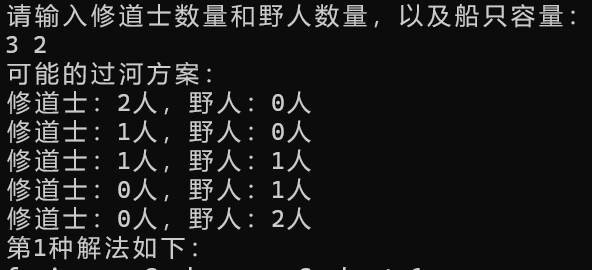 请输入修道士数量和野人数量，以及船只容量：
3 2
可能的过河方案：
修道士：2人，野人：0人
修道士：1人，野人：0人
修道士：1人，野人：1人
修道士：0人，野人：1人
修道士：0人，野人：2人
第1种解法如下：